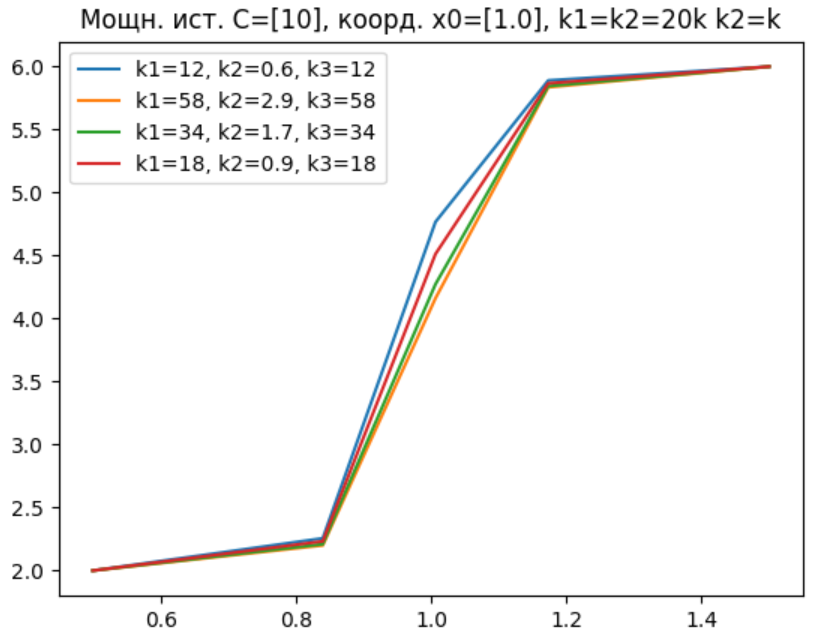 Мощн. ист. C=[10], коорд. x0=[1.0], k1=k2=20k k2=k
6.0
k1=12, k2=0.6, k3=12
k1=58, k2=2.9, k3=58
5.5
k1=34, k2=1.7, k3=34
k1=18, k2=0.9, k3=18
5.0
4.5
4.0
3.5
3.0
2.5
2.0
0.6 0.8 1.0 1.2 1.4